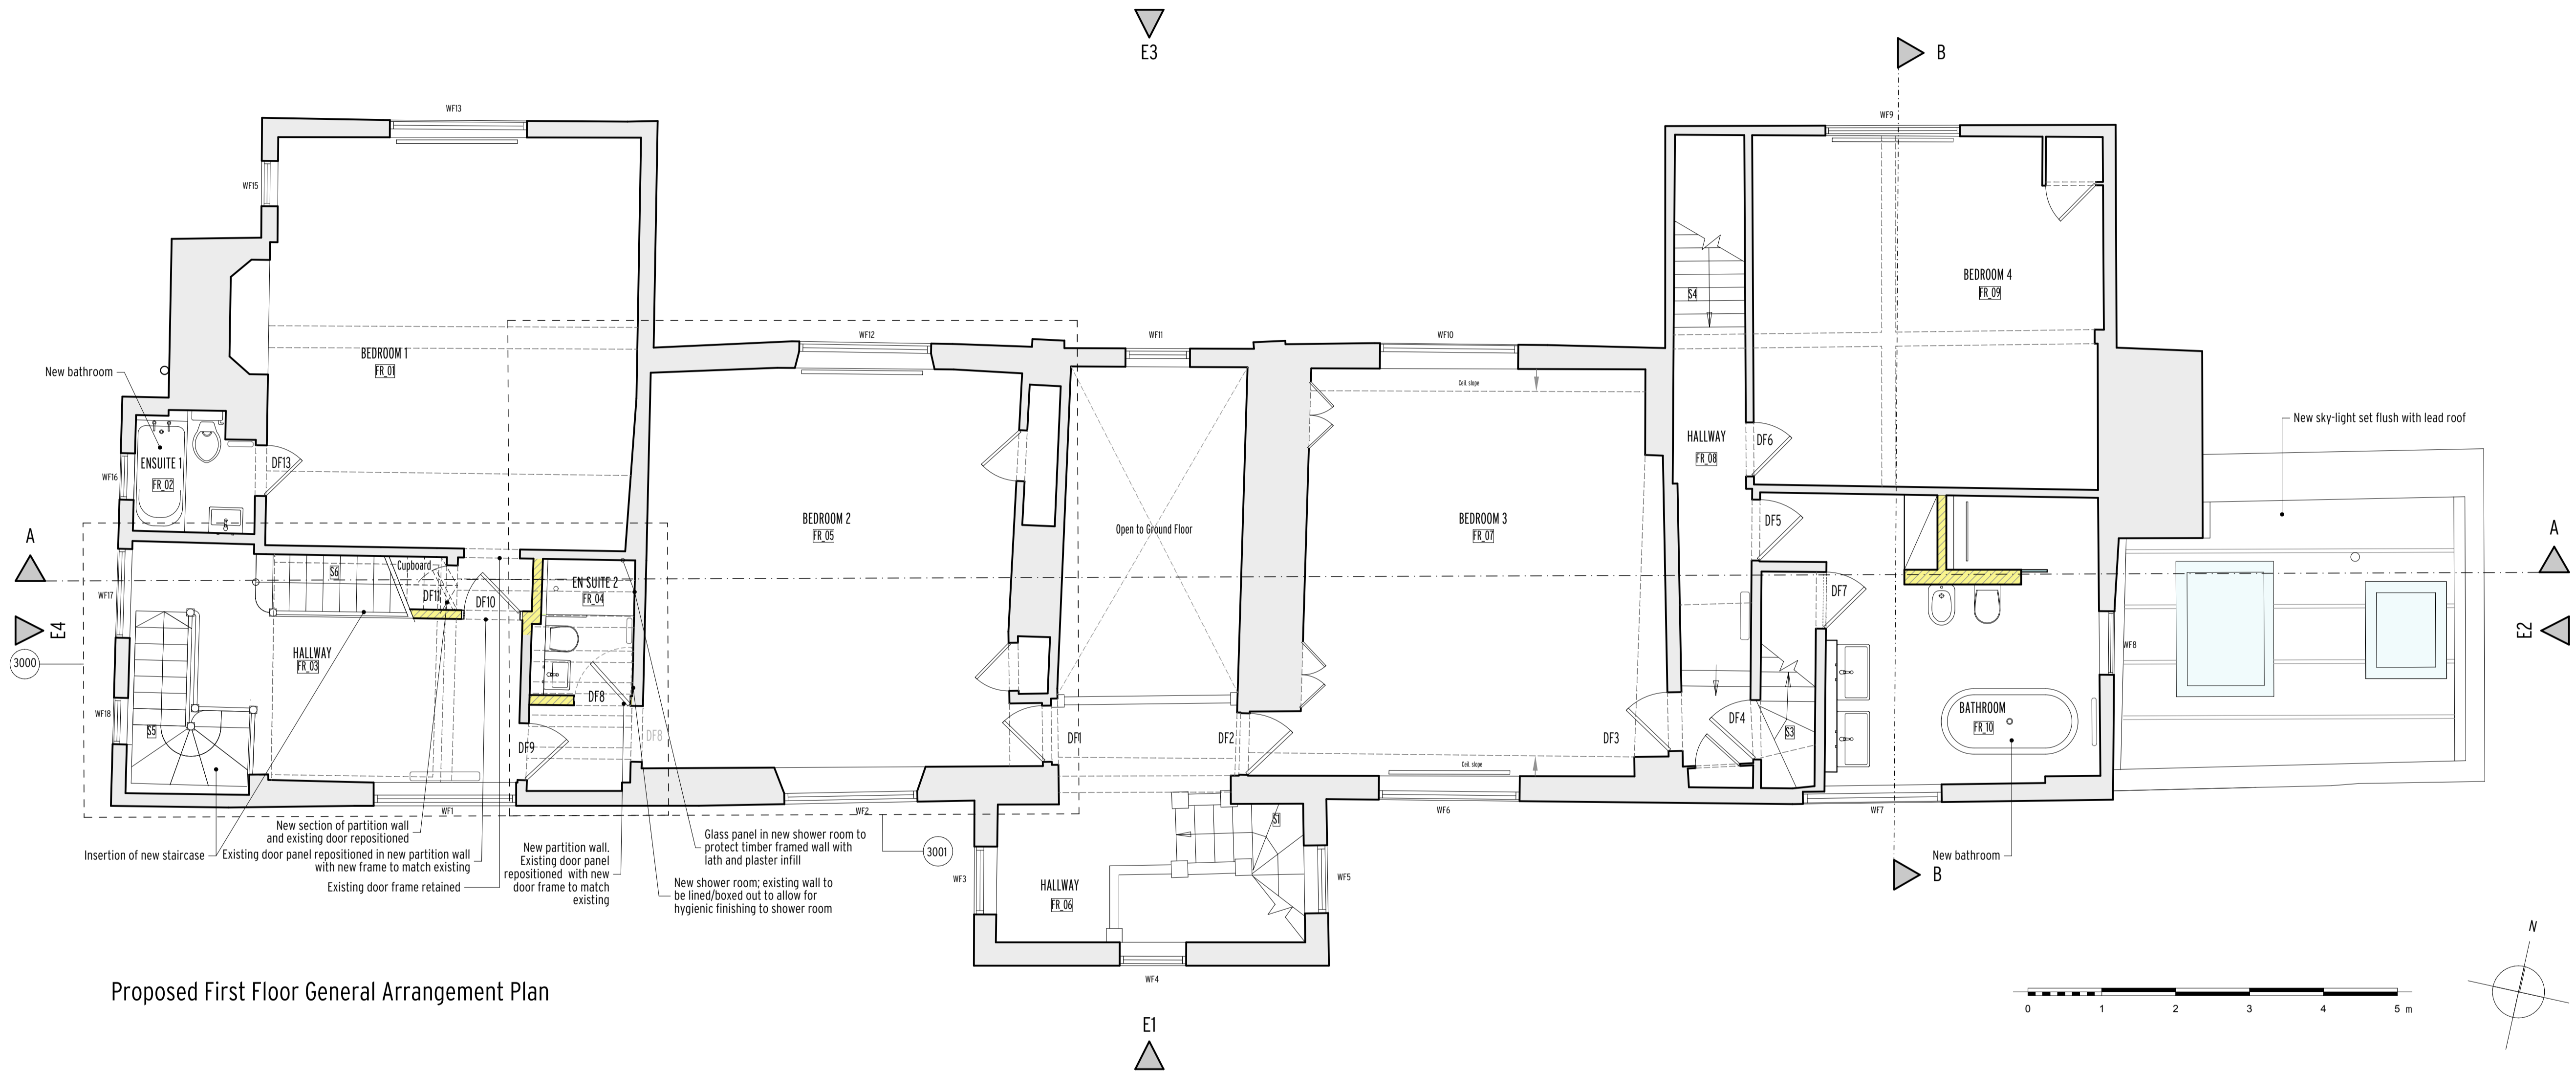 E3
B
WF13
WF9
WF15
BEDROOM 4
FR_09
S4
WF12
WF11
WF10
BEDROOM 1
FR_01
New bathroom
Ceil. slope
New sky-light set flush with lead roof
HALLWAY
FR_08
DF6
ENSUITE 1
FR_02
DF13
WF16
BEDROOM 2
FR_05
Open to Ground Floor
BEDROOM 3
FR_07
DF5
A
A
Cupboard
S6
EN SUITE 2
FR_04
DF11
DF10
DF7
WF17
E4
E2
3000
HALLWAY
FR_03
WF8
DF8
BATHROOM
FR_10
WF18
S5
DF9
DF8
DF1
DF2
DF3
DF4
S3
Ceil. slope
WF1
WF2
WF6
WF7
New section of partition wall
and existing door repositioned
Insertion of new staircase
Existing door panel repositioned in new partition wall
with new frame to match existing
Existing door frame retained
New partition wall.
Existing door panel
repositioned with new
door frame to match
existing
Glass panel in new shower room to
protect timber framed wall with
lath and plaster infill
New shower room; existing wall to
be lined/boxed out to allow for
hygienic finishing to shower room
3001
S1
WF3
HALLWAY
FR_06
WF5
WF4
New bathroom
B
N
Proposed First Floor General Arrangement Plan
0 1 2 3 4 5 m
E1